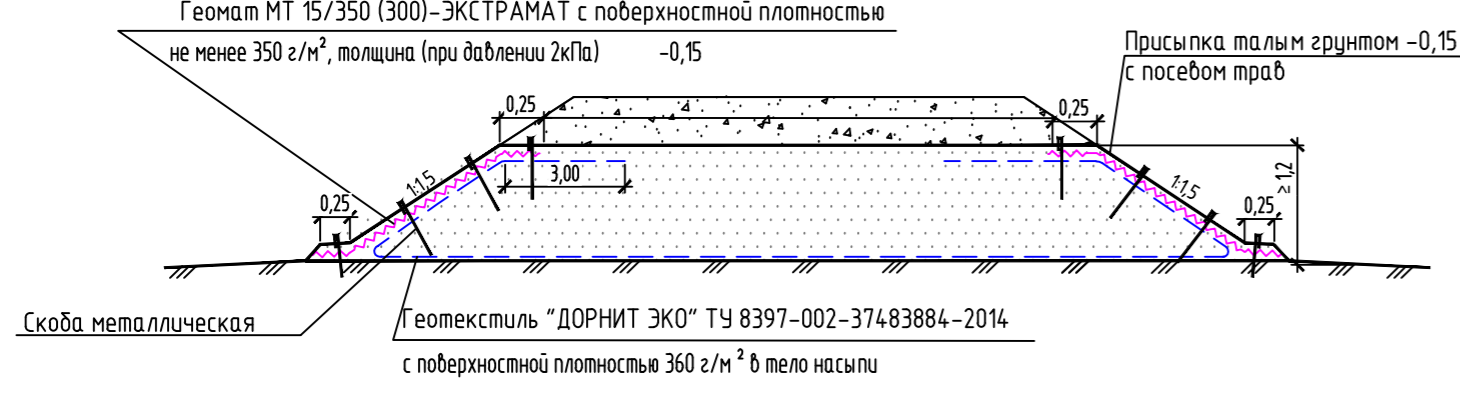 Геомат МТ 15/350 (300)-ЭКСТРАМАТ с поверхностной плотностью
не менее 350 г/м², толщина (при давлении 2кПа) -0,15
Присыпка талым грунтом -0,15
с посевом трав
0,25
0,25
3,00
1:1,5
1:1,5
≥ 1,2
0,25
0,25
Скоба металлическая
Геотекстиль "ДОРНИТ ЭКО" ТУ 8397-002-37483884-2014
с поверхностной плотностью 360 г/м² в тело насыпи